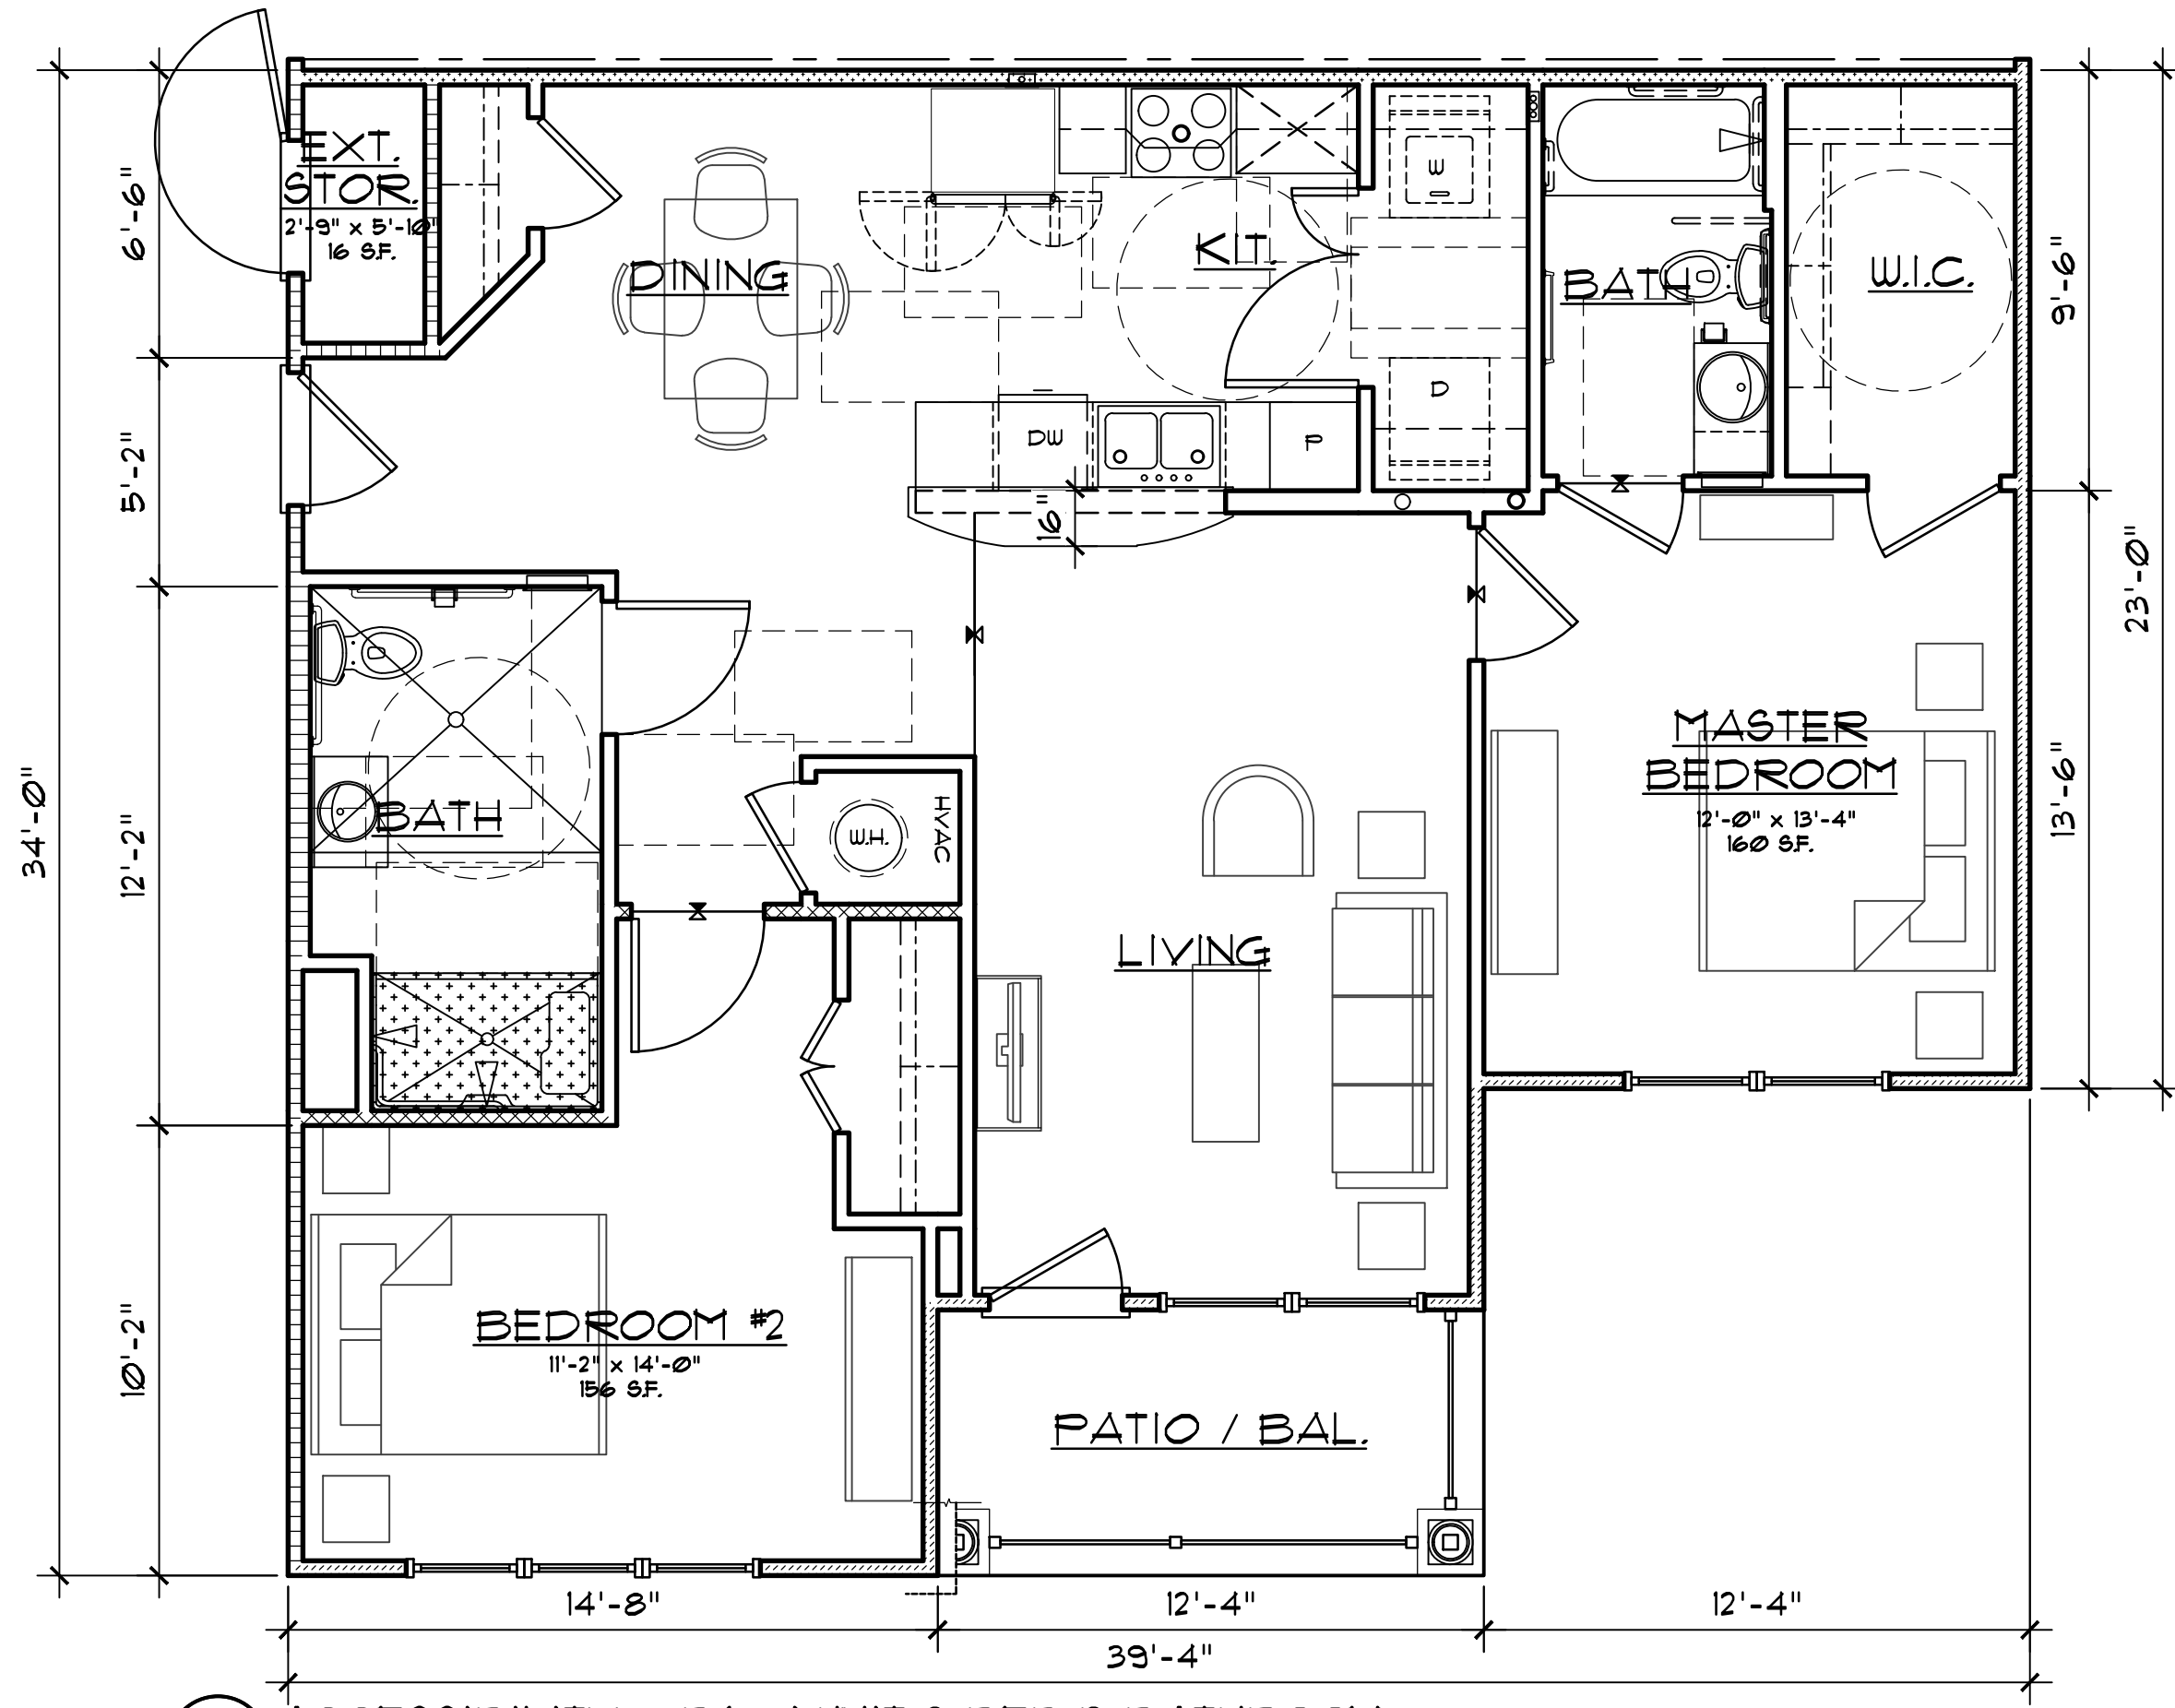 EXT.
STOR.
2'-9" x 5'-10"
16 S.F.
DINING
KIT.
W
D
DW
P
16"
BATH
W.I.C.
6'-6"
5'-2"
12'-2"
10'-2"
34'-0"
9'-6"
13'-6"
23'-0"
BATH
W.H.
HVAC
LIVING
MASTER
BEDROOM
12'-0" x 13'-4"
160 S.F.
BEDROOM #2
11'-2" x 14'-0"
156 S.F.
PATIO / BAL.
14'-8"
12'-4"
12'-4"
39'-4"